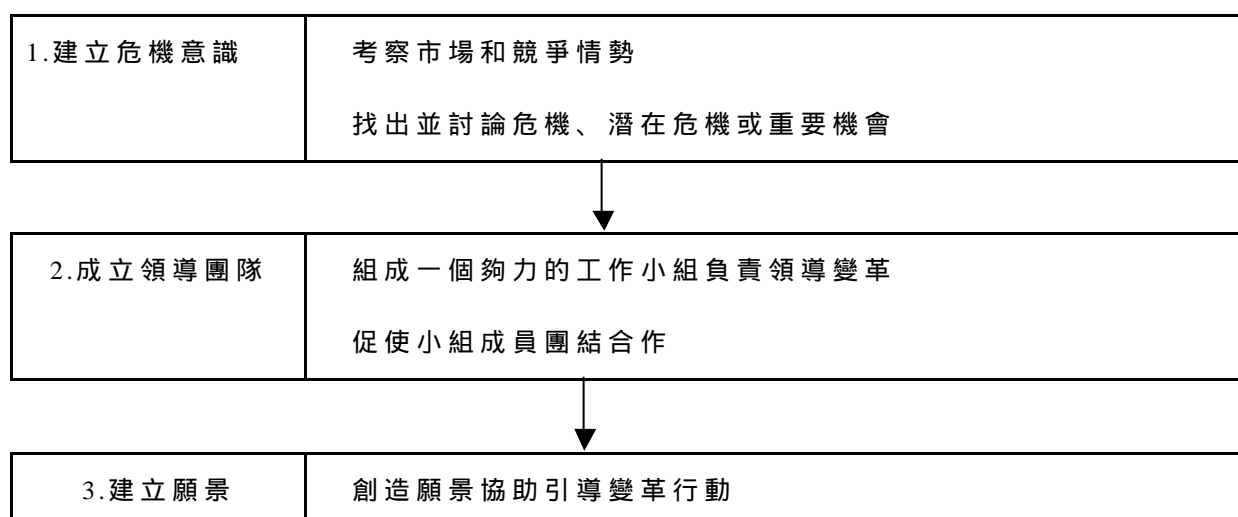 1.建立危機意識
考察市場和競爭情勢
找出並討論危機、潛在危機或重要機會
2.成立領導團隊
組成一個夠力的工作小組負責領導變革
促使小組成員團結合作
3.建立願景
創造願景協助引導變革行動